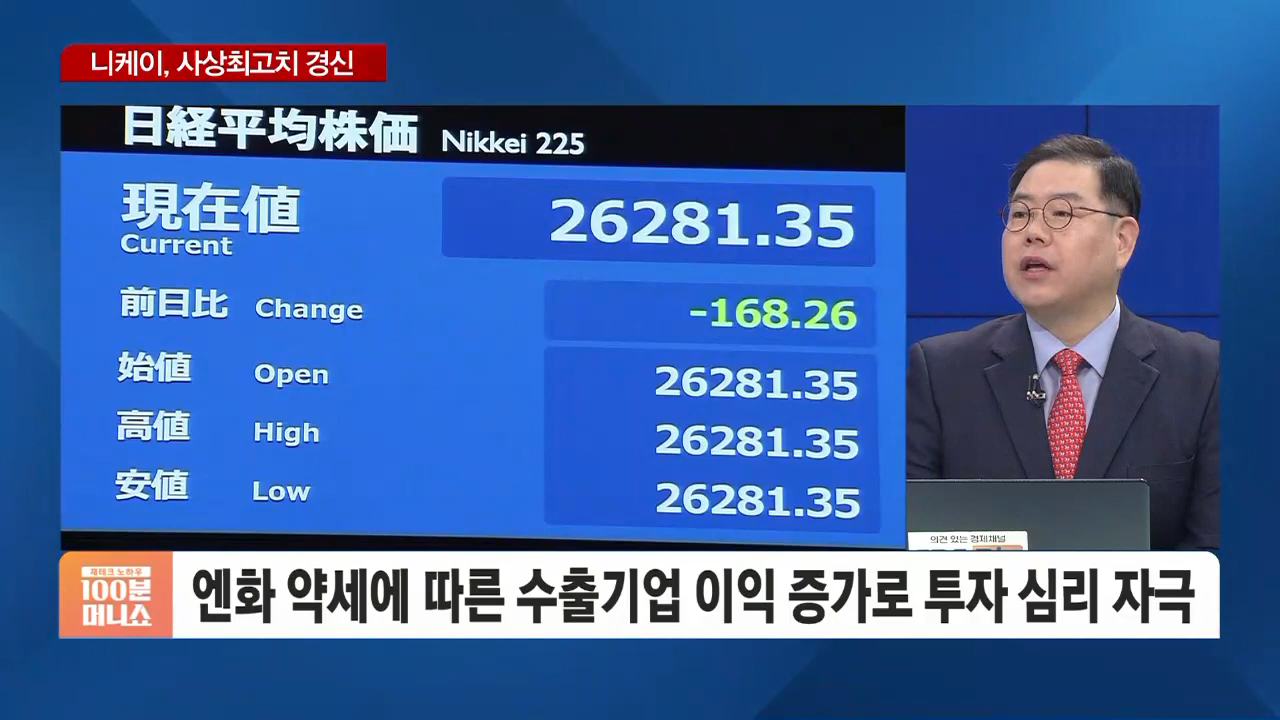 니케이, 사상최고치 경신
日経平均株価 Nikkei 225
現在値 26281.35
Current
前日比 Change -168.26
始値 Open 26281.35
高値 High 26281.35
安値 Low 26281.35
의견 있는 경제채널
재테크 노하우
100분
머니쇼
엔화 약세에 따른 수출기업 이익 증가로 투자 심리 자극